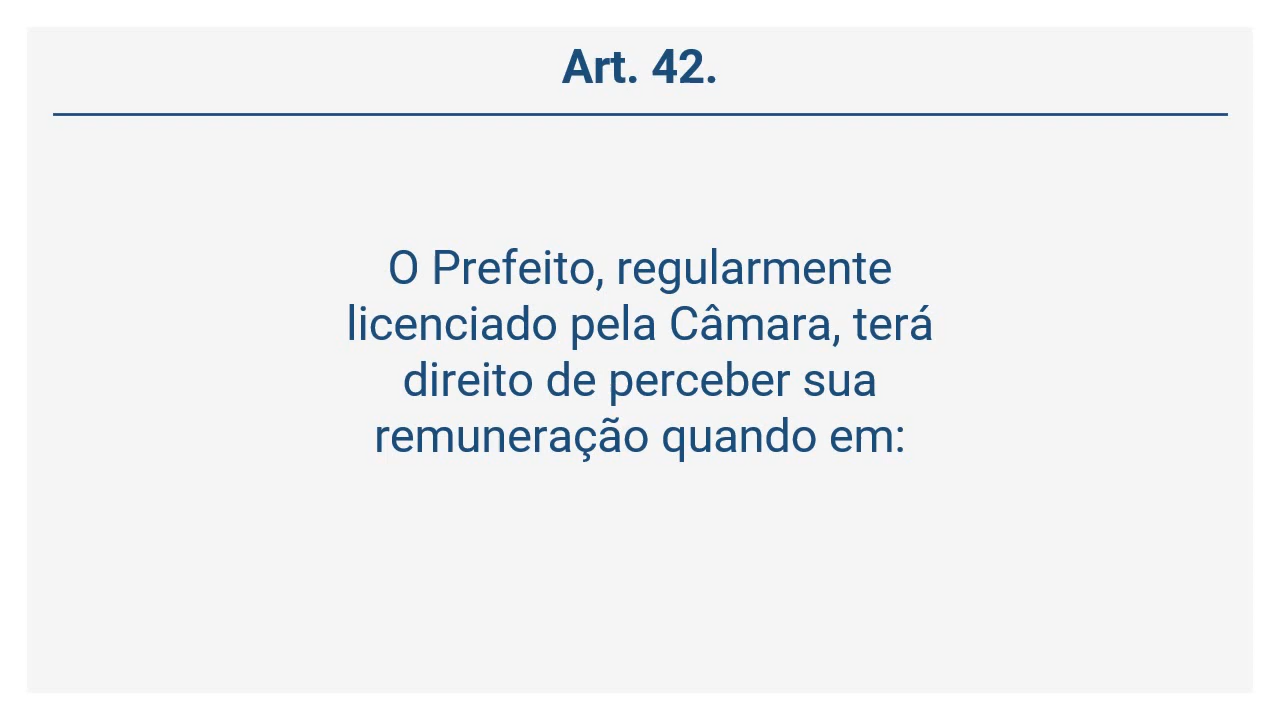 Art. 42.
O Prefeito, regularmente
licenciado pela Câmara, terá
direito de perceber sua
remuneração quando em: